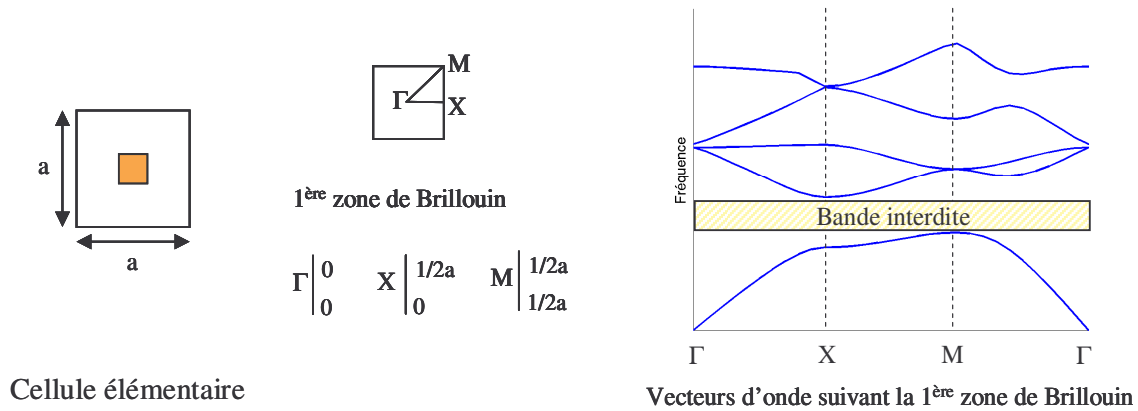 a
a
Cellule élémentaire
M
Γ
X
1ère zone de Brillouin
Γ 0 0
X 1/2a 0
M 1/2a 1/2a
Fréquence
Bande interdite
Γ X M Γ
Vecteurs d'onde suivant la 1ère zone de Brillouin